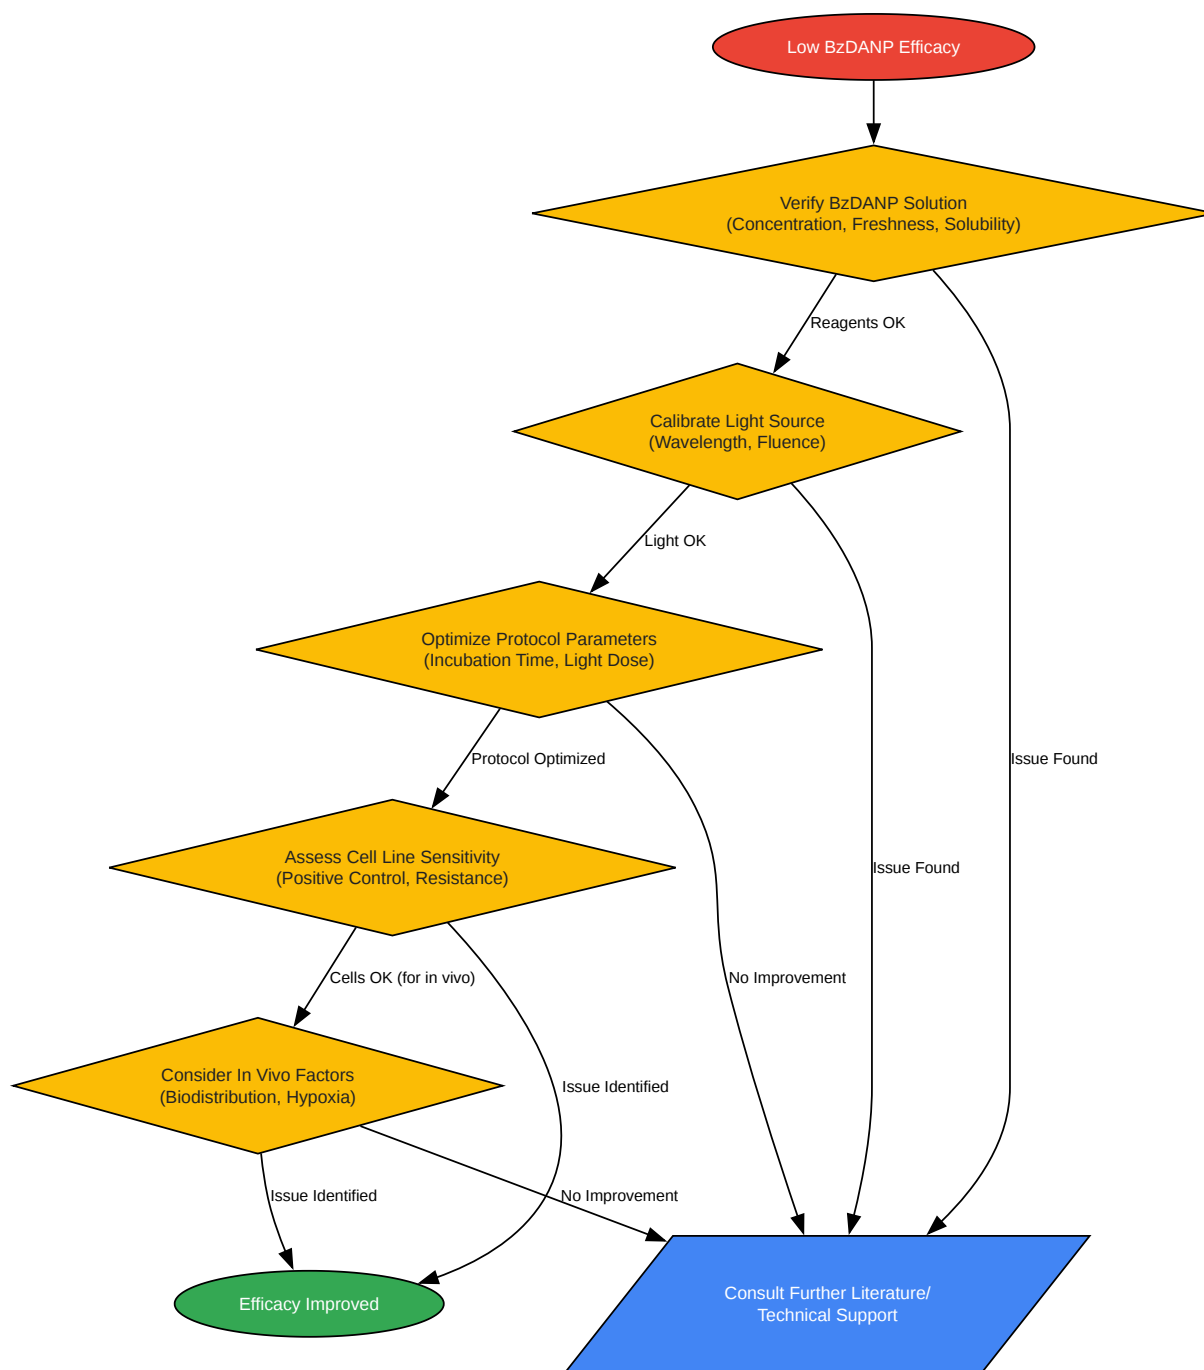 Low BzDANP Efficacy
Verify BzDANP Solution
(Concentration, Freshness, Solubility)
Reagents OK
Calibrate Light Source
(Wavelength, Fluence)
Light OK
Optimize Protocol Parameters
(Incubation Time, Light Dose)
Protocol Optimized
Issue Found
Assess Cell Line Sensitivity
(Positive Control, Resistance)
Issue Found
Cells OK (for in vivo)
No Improvement
Consider In Vivo Factors
(Biodistribution, Hypoxia)
Issue Identified
Issue Identified
No Improvement
Efficacy Improved
Consult Further Literature/
Technical Support